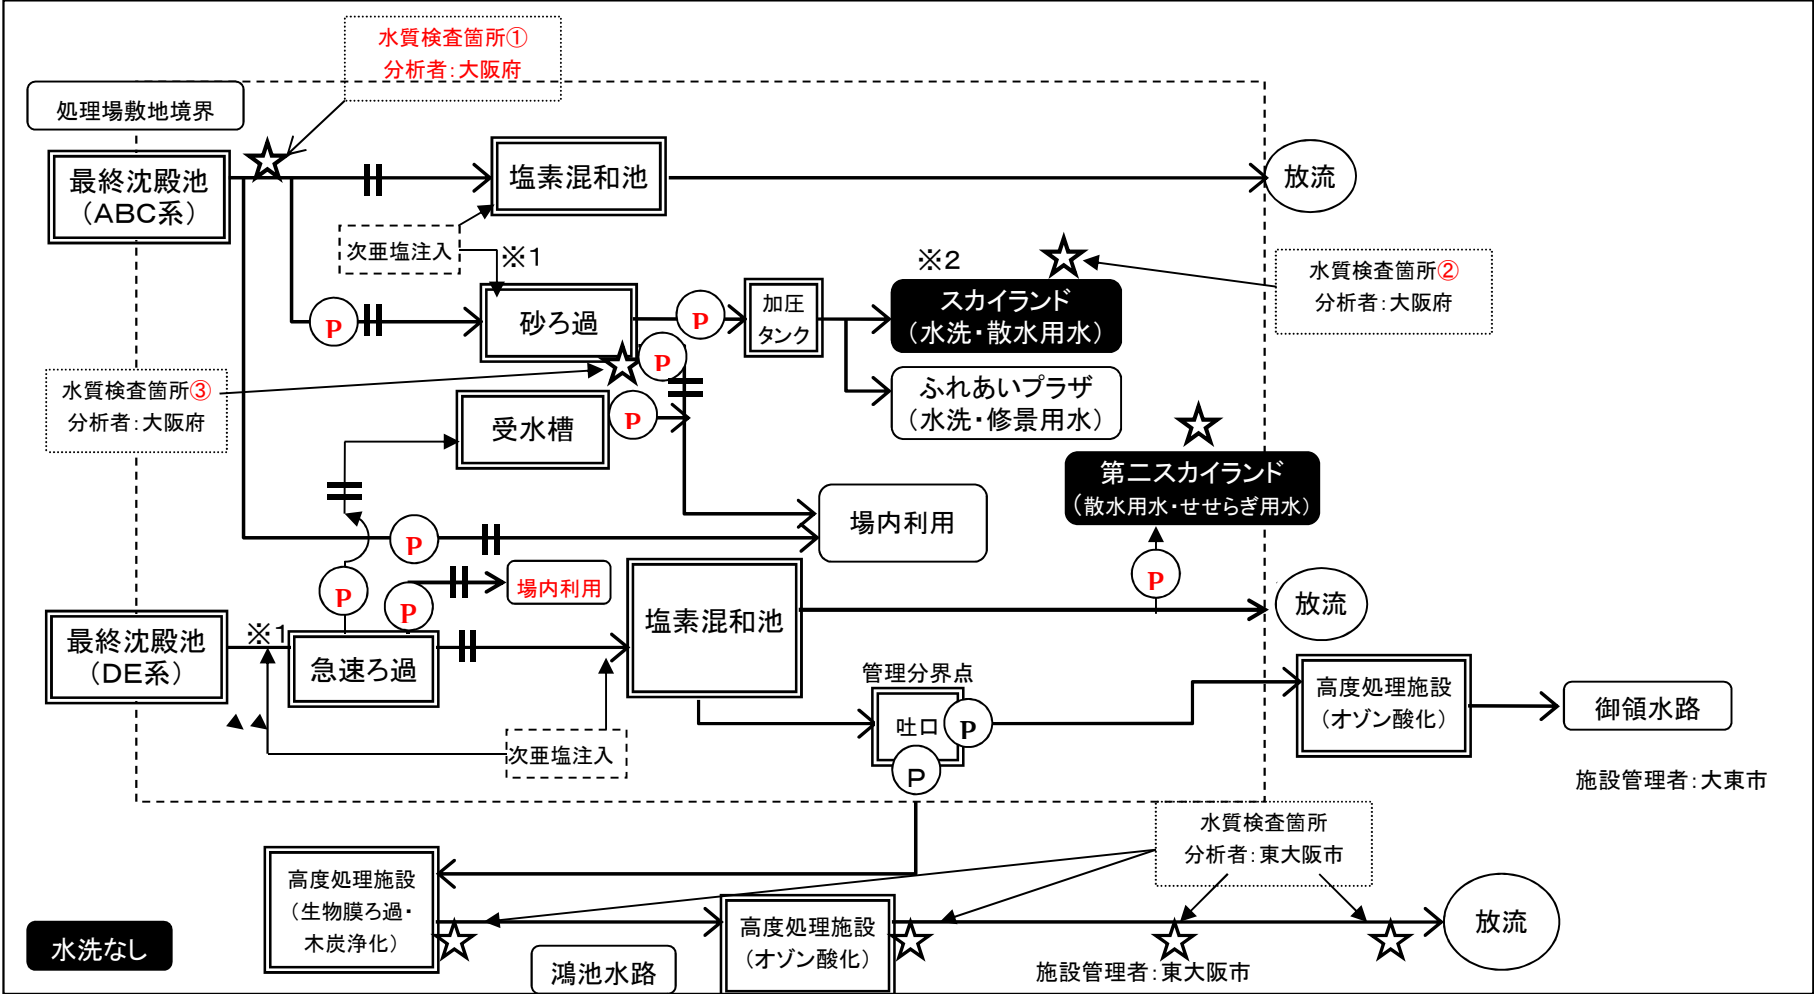 水質検査箇所①
分析者:大阪府
処理場敷地境界
最終沈殿池
(ABC系)
塩素混和池
放流
次亜塩注入
※1
※2
水質検査箇所②
分析者:大阪府
P
砂ろ過
P
加圧
タンク
スカイランド
(水洗・散水用水)
P
水質検査箇所③
分析者:大阪府
ふれあいプラザ
(水洗・修景用水)
受水槽
P
第二スカイランド
(散水用水・せせらぎ用水)
場内利用
P
P
P
場内利用
P
放流
最終沈殿池
(DE系)
※1
急速ろ過
塩素混和池
管理分界点
吐口
P
P
高度処理施設
(オゾン酸化)
御領水路
次亜塩注入
施設管理者:大東市
水質検査箇所
分析者:東大阪市
高度処理施設
(生物膜ろ過・
木炭浄化)
高度処理施設
(オゾン酸化)
放流
水洗なし
鴻池水路
施設管理者:東大阪市